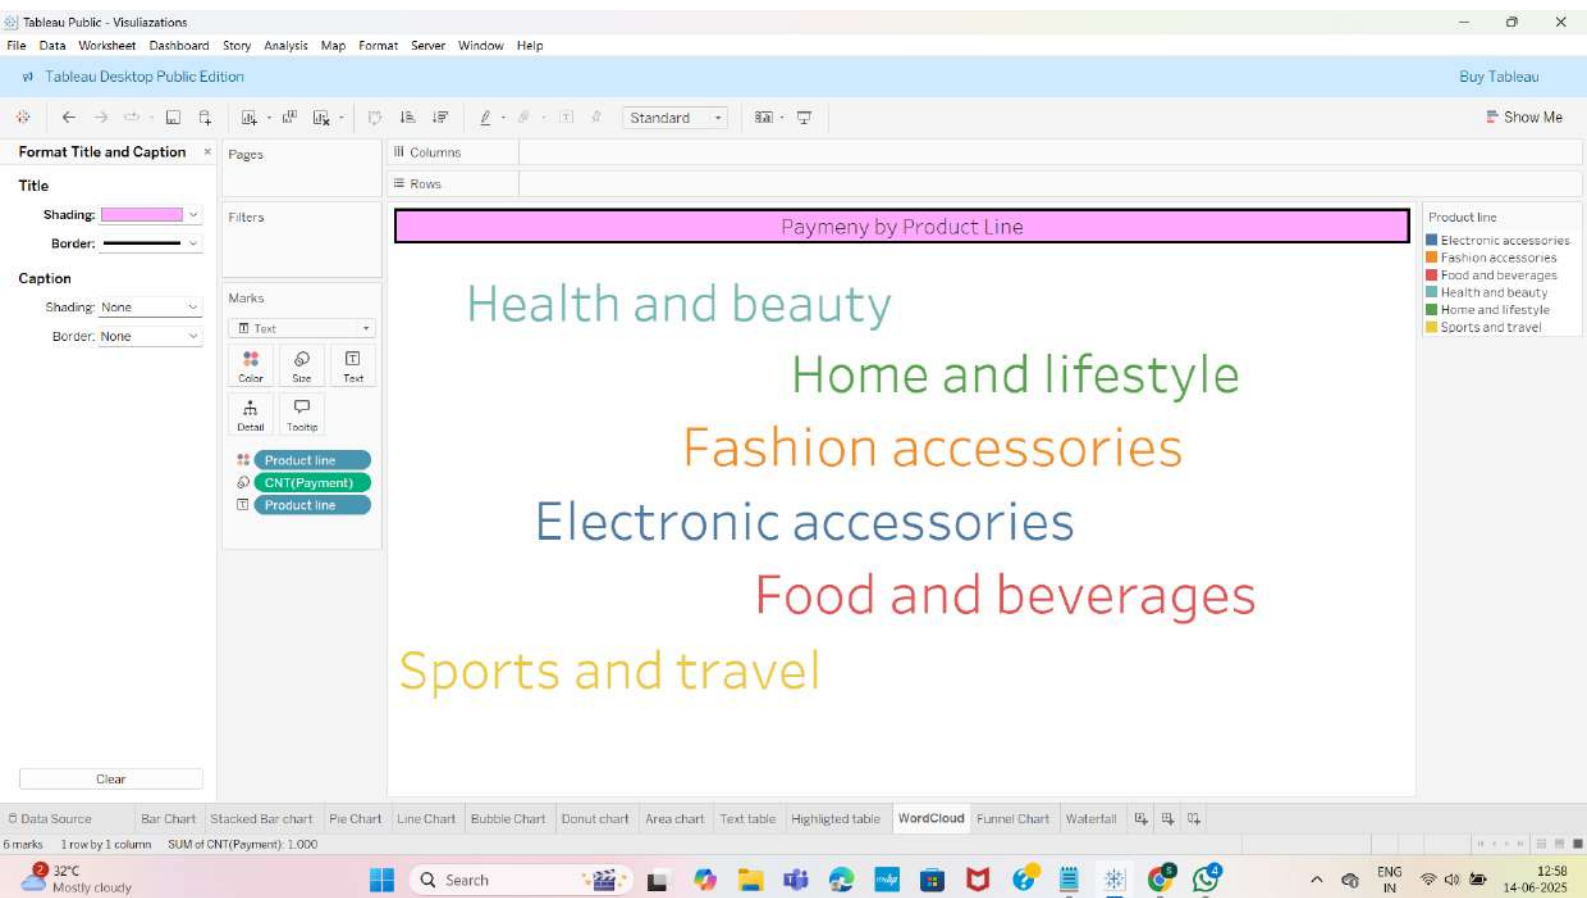 Tableau Public - Visuliazations
File Data Worksheet Dashboard Story Analysis Map Format Server Window Help
Tableau Desktop Public Edition Buy Tableau
Standard Show Me
Format Title and Caption
Title
Shading:
Border:
Caption
Shading: None
Border: None
Clear
Pages
Filters
Marks
Text
Color Size Text
Detail Tooltip
Product line
CNT(Payment)
Product line
Columns
Rows
Paymeny by Product Line
Health and beauty
Home and lifestyle
Fashion accessories
Electronic accessories
Food and beverages
Sports and travel
Product line
Electronic accessories
Fashion accessories
Food and beverages
Health and beauty
Home and lifestyle
Sports and travel
Data Source Bar Chart Stacked Bar chart Pie Chart Line Chart Bubble Chart Donut chart Area chart Text table Highligted table WordCloud Funnel Chart Waterfall
6 marks 1 row by 1 column SUM of CNT(Payment): 1.000
2
32°C
Mostly cloudy
Search
4
ENG
IN
12:58
14-06-2025